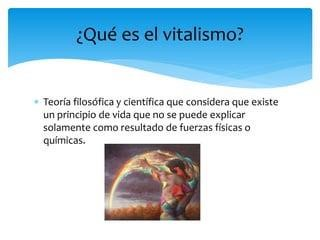 ¿Qué es el vitalismo?
Teoría filosófica y científica que considera que existe
un principio de vida que no se puede explicar
solamente como resultado de fuerzas físicas o
químicas.